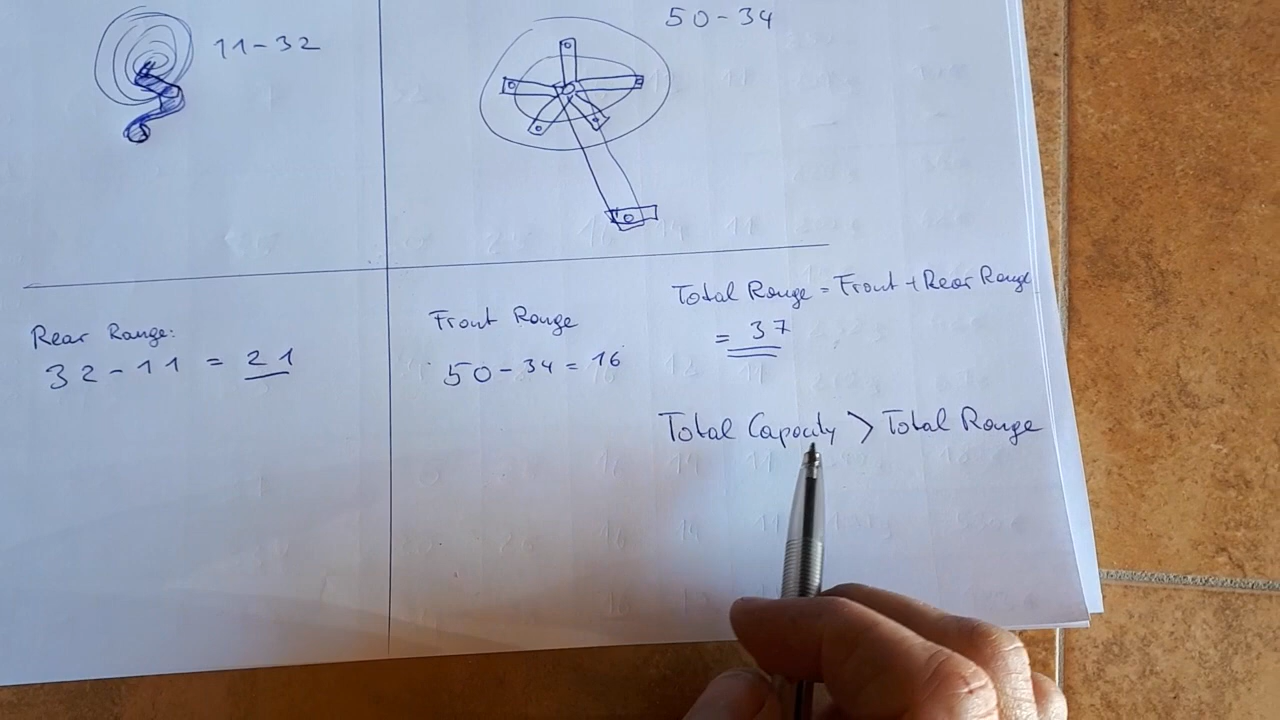 11-32
50-34
Rear Range:
32-11 = 21
Front Range
50-34 = 16
Total Range = Front + Rear Range
= 37
Total Capacity > Total Range